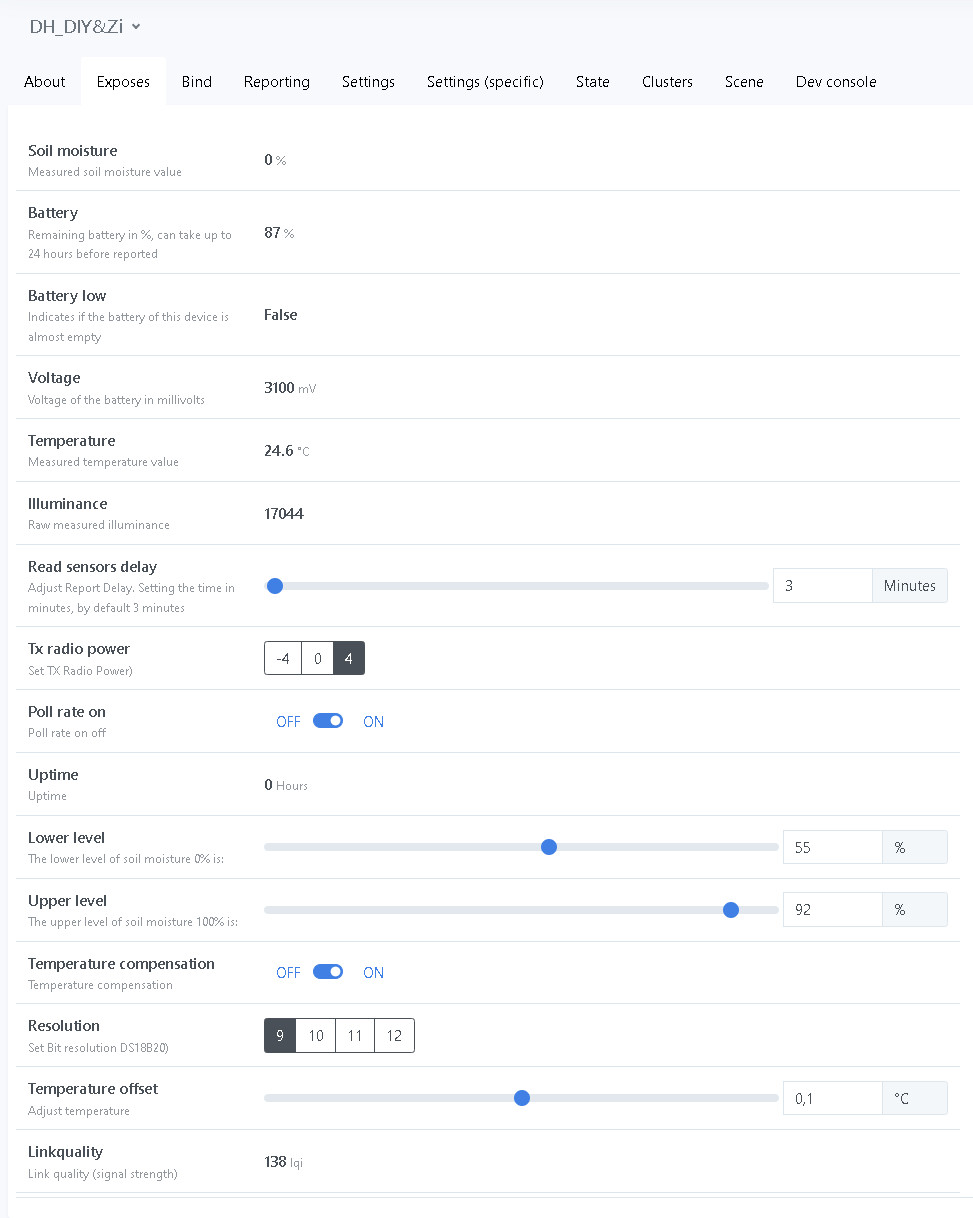 DH_DIY&Zi
About Exposes Bind Reporting Settings Settings (specific) State Clusters Scene Dev console
Soil moisture
Measured soil moisture value
0 %
Battery
Remaining battery in %, can take up to
24 hours before reported
87 %
Battery low
Indicates if the battery of this device is
almost empty
False
Voltage
Voltage of the battery in millivolts
3100 mV
Temperature
Measured temperature value
24.6 °C
Illuminance
Raw measured illuminance
17044
Read sensors delay
Adjust Report Delay. Setting the time in
minutes, by default 3 minutes
3 Minutes
Tx radio power
Set TX Radio Power)
-4 0 4
Poll rate on
Poll rate on off
OFF ON
Uptime
Uptime
0 Hours
Lower level
The lower level of soil moisture 0% is:
55 %
Upper level
The upper level of soil moisture 100% is:
92 %
Temperature compensation
Temperature compensation
OFF ON
Resolution
Set Bit resolution DS18B20)
9 10 11 12
Temperature offset
Adjust temperature
0,1 °C
Linkquality
Link quality (signal strength)
138 lqi